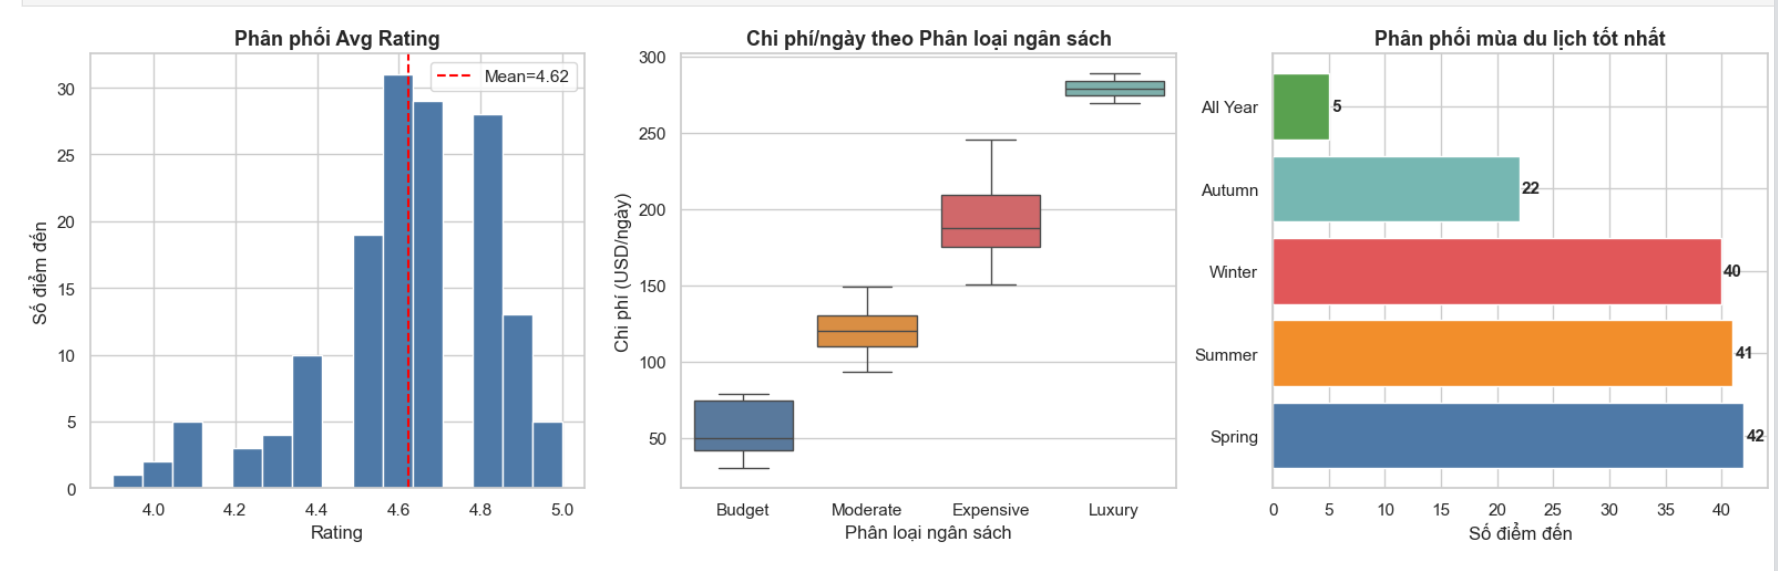 Phân phối Avg Rating
Mean=4.62
30
25
20
15
10
5
0
Số điểm đến
4.0 4.2 4.4 4.6 4.8 5.0
Rating
Chi phí/ngày theo Phân loại ngân sách
300
250
200
150
100
50
Chi phí (USD/ngày)
Budget Moderate Expensive Luxury
Phân loại ngân sách
Phân phối mùa du lịch tốt nhất
All Year 5
Autumn 22
Winter 40
Summer 41
Spring 42
0 5 10 15 20 25 30 35 40
Số điểm đến